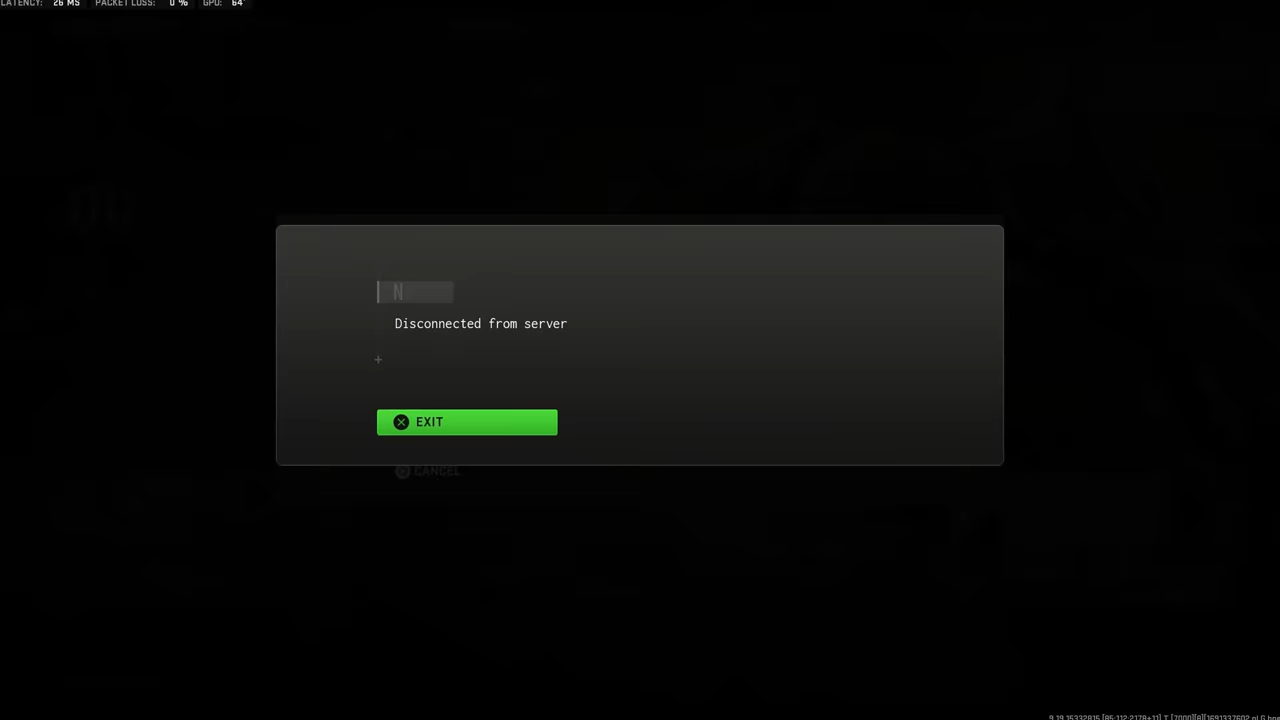 LATENCY: 26 MS PACKET LOSS: 0 % GPU: 64°
N
Disconnected from server
EXIT
CANCEL